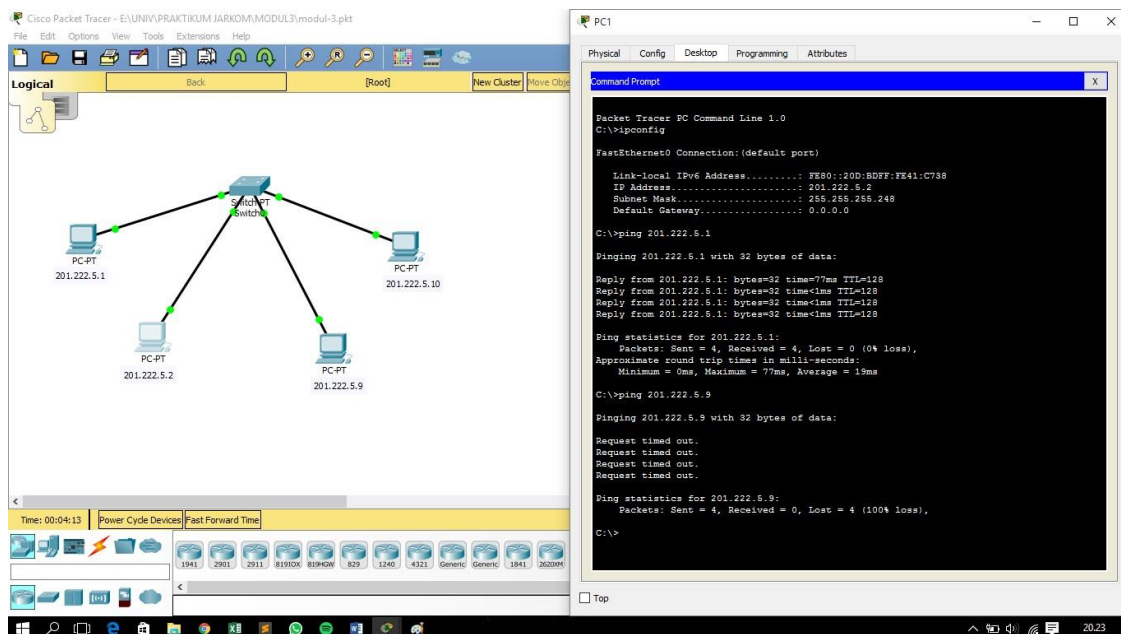 Cisco Packet Tracer - E:\UNIV\PRAKTIKUM JARKOM\MODUL3\modul-3.pkt
File Edit Options View Tools Extensions Help
Logical
Back
[Root]
New Cluster
Move Obje
Switch-PT
Switch0
PC-PT
201.222.5.1
PC-PT
201.222.5.10
PC-PT
201.222.5.2
PC-PT
201.222.5.9
Time: 00:04:13
Power Cycle Devices
Fast Forward Time
1941 2901 2911 819IOX 819HGW 829 1240 4321 Generic Generic 1841 2620XM
PC1
Physical Config Desktop Programming Attributes
Command Prompt
X
Packet Tracer PC Command Line 1.0
C:\>ipconfig
FastEthernet0 Connection:(default port)
Link-local IPv6 Address.........: FE80::20D:BDFF:FE41:C738
IP Address......................: 201.222.5.2
Subnet Mask.....................: 255.255.255.248
Default Gateway.................: 0.0.0.0
C:\>ping 201.222.5.1
Pinging 201.222.5.1 with 32 bytes of data:
Reply from 201.222.5.1: bytes=32 time=77ms TTL=128
Reply from 201.222.5.1: bytes=32 time<1ms TTL=128
Reply from 201.222.5.1: bytes=32 time<1ms TTL=128
Reply from 201.222.5.1: bytes=32 time<1ms TTL=128
Ping statistics for 201.222.5.1:
Packets: Sent = 4, Received = 4, Lost = 0 (0% loss),
Approximate round trip times in milli-seconds:
Minimum = 0ms, Maximum = 77ms, Average = 19ms
C:\>ping 201.222.5.9
Pinging 201.222.5.9 with 32 bytes of data:
Request timed out.
Request timed out.
Request timed out.
Request timed out.
Ping statistics for 201.222.5.9:
Packets: Sent = 4, Received = 0, Lost = 4 (100% loss),
C:\>
Top
20.23